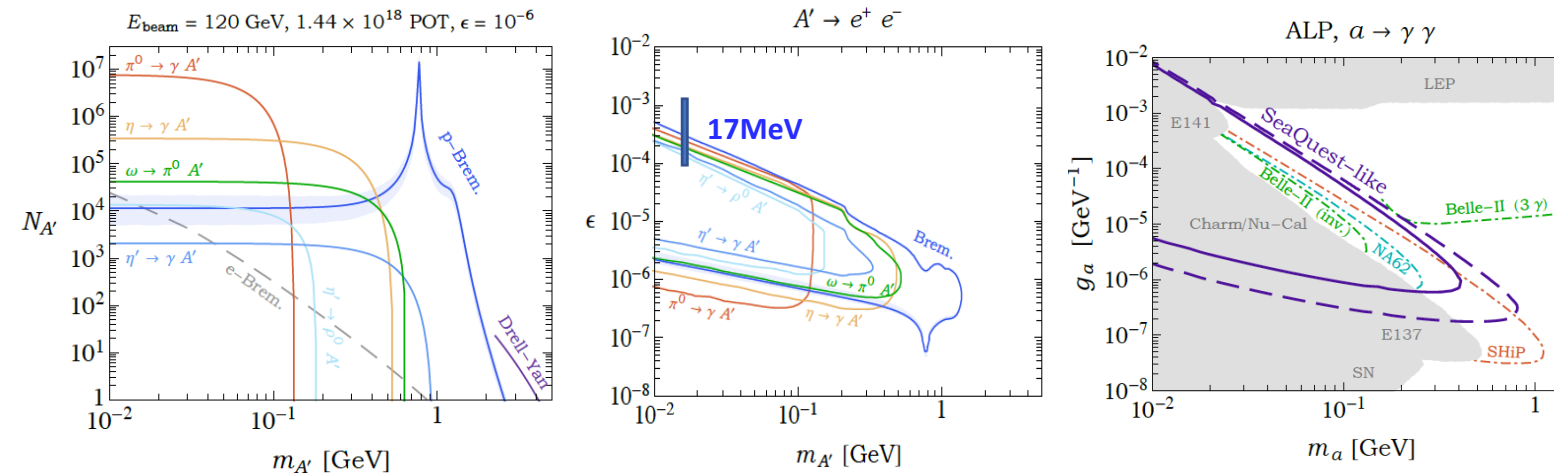 E_beam = 120 GeV, 1.44 × 10^18 POT, ϵ = 10^−6
N_A′
10^7
10^6
10^5
10^4
10^3
10^2
10^1
1
π^0 → γ A′
η → γ A′
ω → π^0 A′
η′ → γ A′
e−Brem.
η′ → ρ^0 A′
p−Brem.
Drell−Yan
10^−2
10^−1
1
m_A′ [GeV]
A′ → e^+ e^−
ϵ
10^−2
10^−3
10^−4
10^−5
10^−6
10^−7
10^−8
17MeV
η′ → ρ^0 A′
η′ → γ A′
Brem.
ω → π^0 A′
π^0 → γ A′
η → γ A′
10^−2
10^−1
1
m_A′ [GeV]
ALP, a → γ γ
g_a [GeV^−1]
10^−2
10^−3
10^−4
10^−5
10^−6
10^−7
10^−8
LEP
E141
SeaQuest−like
Belle−II (inv.)
Belle−II (3 γ)
NA62
Charm/Nu−Cal
E137
SHiP
SN
10^−2
10^−1
1
m_a [GeV]